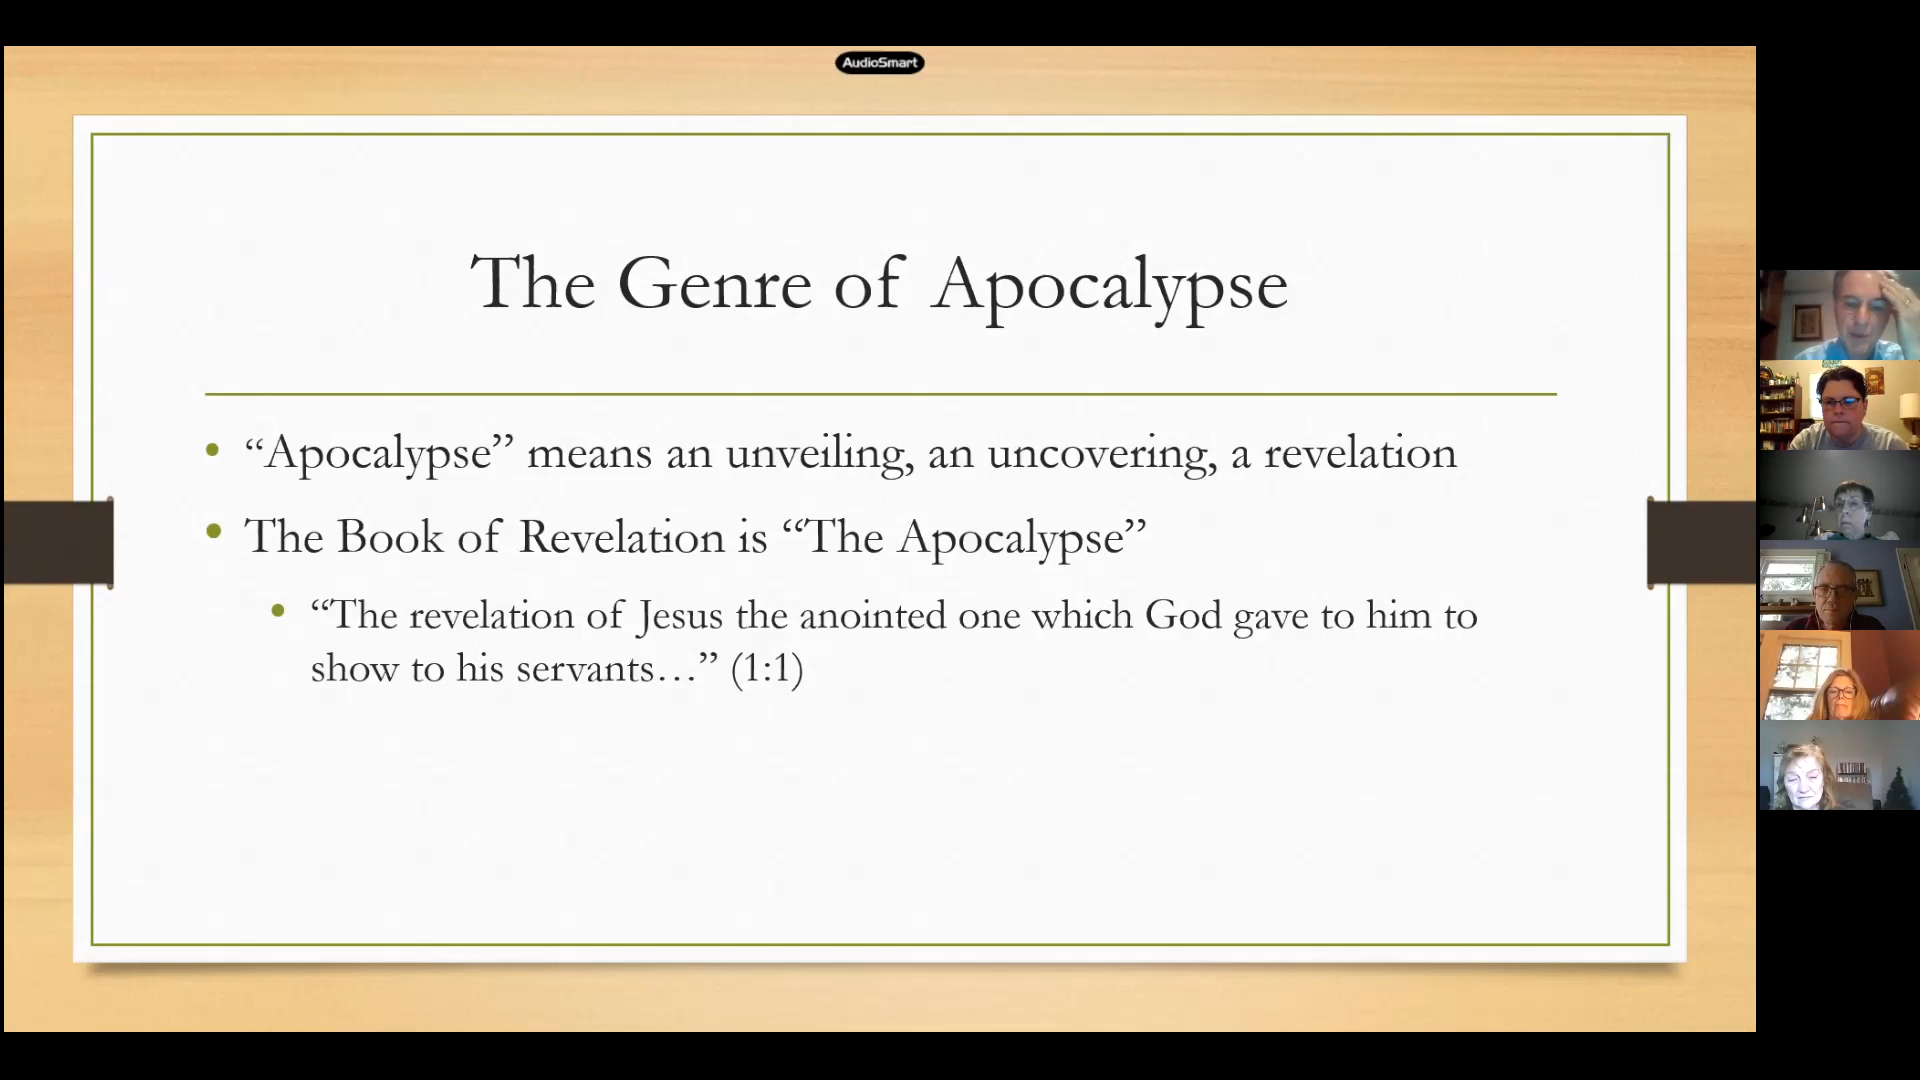 AudioSmart
The Genre of Apocalypse
• “Apocalypse” means an unveiling, an uncovering, a revelation
• The Book of Revelation is “The Apocalypse”
• “The revelation of Jesus the anointed one which God gave to him to
show to his servants…” (1:1)